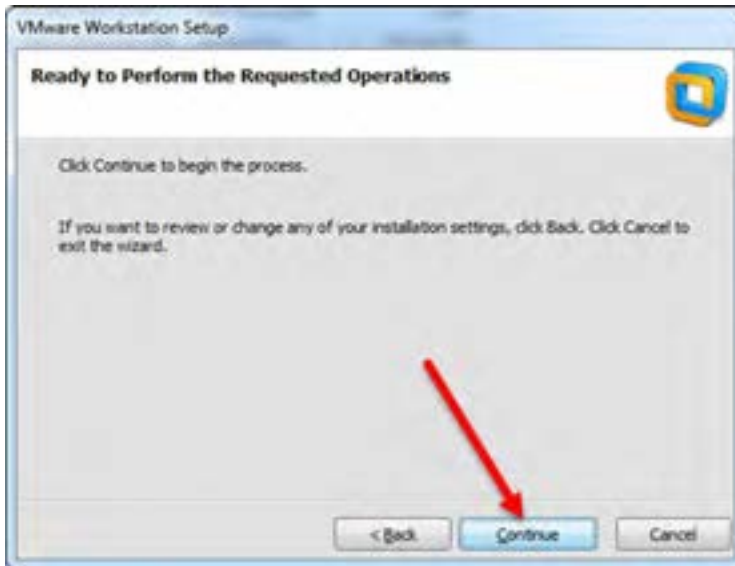 VMware Workstation Setup
Ready to Perform the Requested Operations
Click Continue to begin the process.
If you want to review or change any of your installation settings, click Back. Click Cancel to
exit the wizard.
< Back Continue Cancel